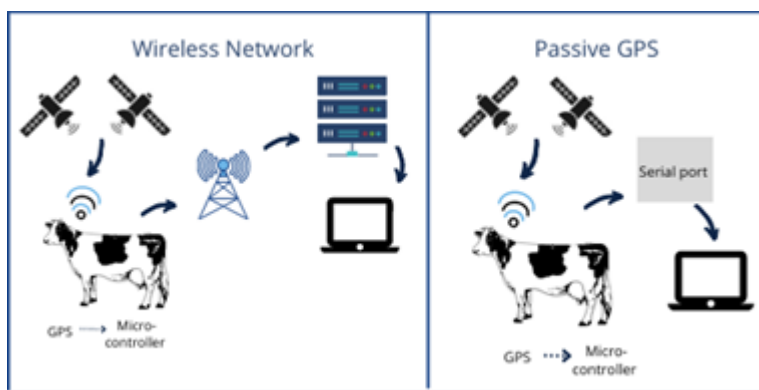 Wireless Network
GPS
Micro-
controller
Passive GPS
Serial port
GPS
Micro-
controller